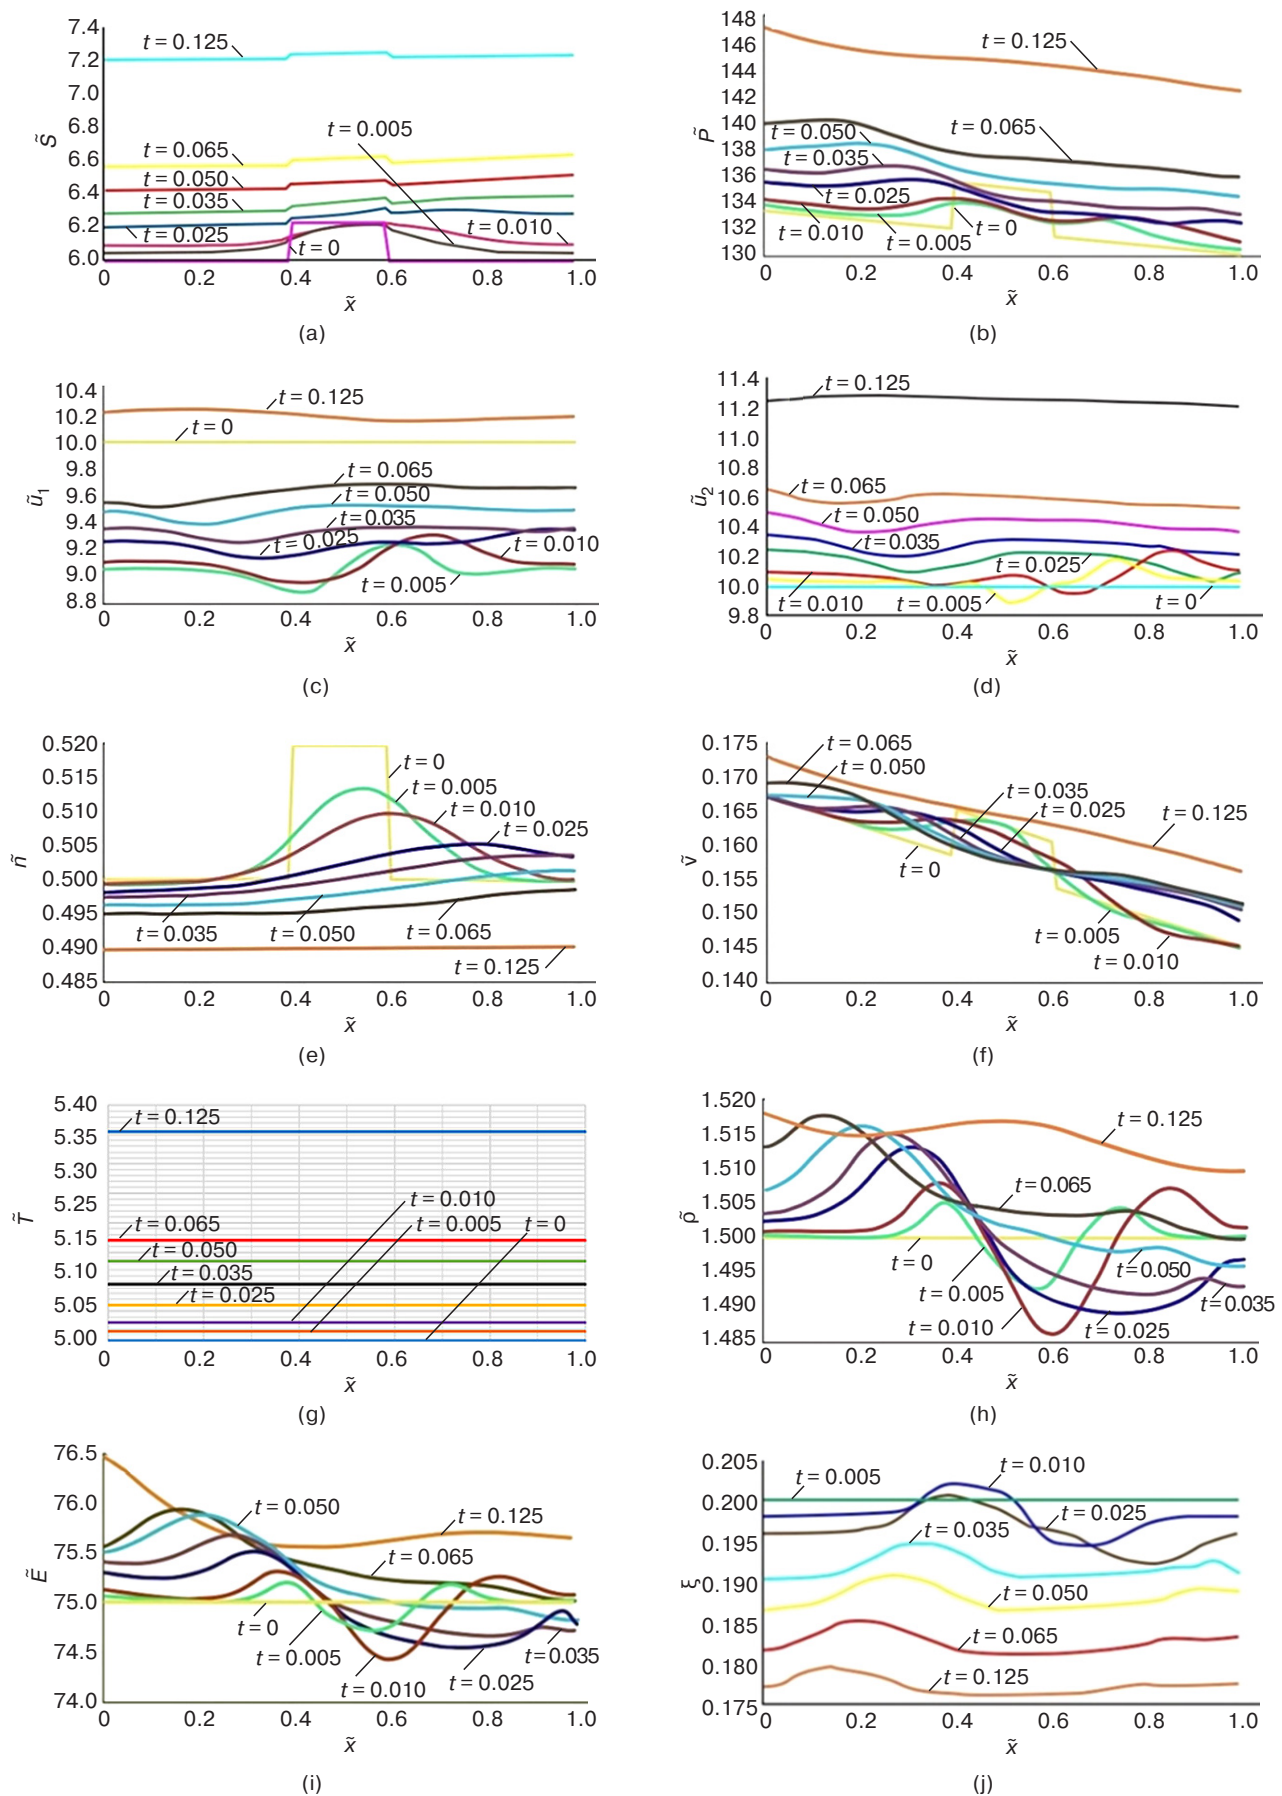 7.4
7.2
7.0
6.8
6.6
6.4
6.2
6.0
S̃
t = 0.125
t = 0.005
t = 0.065
t = 0.050
t = 0.035
t = 0.025
t = 0.010
t = 0
0 0.2 0.4 0.6 0.8 1.0
x̃
(a)
148
146
144
142
140
138
136
134
132
130
P̃
t = 0.125
t = 0.050
t = 0.065
t = 0.035
t = 0.025
t = 0.010
t = 0.005
t = 0
0 0.2 0.4 0.6 0.8 1.0
x̃
(b)
10.4
10.2
10.0
9.8
9.6
9.4
9.2
9.0
8.8
ũ1
t = 0.125
t = 0
t = 0.065
t = 0.050
t = 0.035
t = 0.025
t = 0.010
t = 0.005
0 0.2 0.4 0.6 0.8 1.0
x̃
(c)
11.4
11.2
11.0
10.8
10.6
10.4
10.2
10.0
9.8
ũ2
t = 0.125
t = 0.065
t = 0.050
t = 0.035
t = 0.025
t = 0.010
t = 0.005
t = 0
0 0.2 0.4 0.6 0.8 1.0
x̃
(d)
0.520
0.515
0.510
0.505
0.500
0.495
0.490
0.485
ñ
t = 0
t = 0.005
t = 0.010
t = 0.025
t = 0.035
t = 0.050
t = 0.065
t = 0.125
0 0.2 0.4 0.6 0.8 1.0
x̃
(e)
0.175
0.170
0.165
0.160
0.155
0.150
0.145
0.140
ṽ
t = 0.065
t = 0.050
t = 0.035
t = 0.025
t = 0.125
t = 0
t = 0.005
t = 0.010
0 0.2 0.4 0.6 0.8 1.0
x̃
(f)
5.40
5.35
5.30
5.25
5.20
5.15
5.10
5.05
5.00
T̃
t = 0.125
t = 0.010
t = 0.065
t = 0.005
t = 0
t = 0.050
t = 0.035
t = 0.025
0 0.2 0.4 0.6 0.8 1.0
x̃
(g)
1.520
1.515
1.510
1.505
1.500
1.495
1.490
1.485
ρ̃
t = 0.125
t = 0.065
t = 0
t = 0.050
t = 0.005
t = 0.035
t = 0.010
t = 0.025
0 0.2 0.4 0.6 0.8 1.0
x̃
(h)
76.5
76.0
75.5
75.0
74.5
74.0
Ẽ
t = 0.050
t = 0.125
t = 0.065
t = 0
t = 0.005
t = 0.035
t = 0.010
t = 0.025
0 0.2 0.4 0.6 0.8 1.0
x̃
(i)
0.205
0.200
0.195
0.190
0.185
0.180
0.175
ξ
t = 0.005
t = 0.010
t = 0.025
t = 0.035
t = 0.050
t = 0.065
t = 0.125
0 0.2 0.4 0.6 0.8 1.0
x̃
(j)